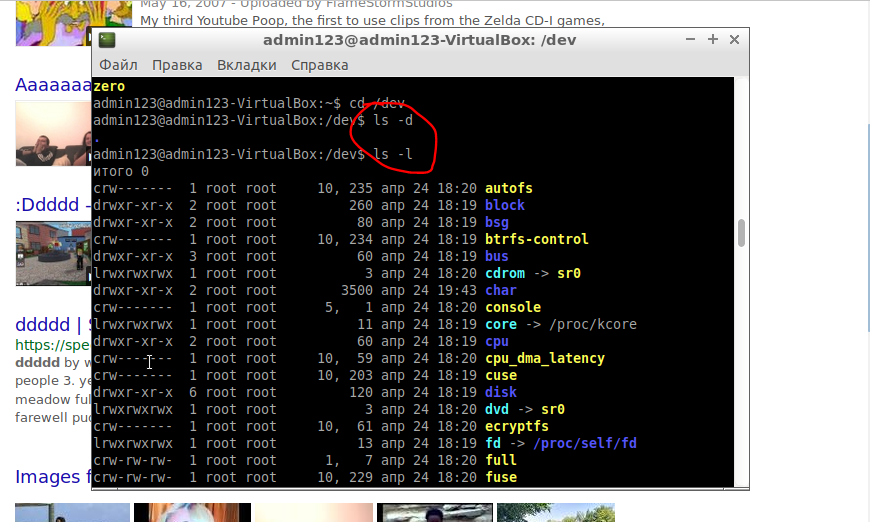 May 16, 2007 - Uploaded by FlameStormStudios
My third Youtube Poop, the first to use clips from the Zelda CD-I games,
admin123@admin123-VirtualBox: /dev
Файл Правка Вкладки Справка
zero
admin123@admin123-VirtualBox:~$ cd /dev
admin123@admin123-VirtualBox:/dev$ ls -d
.
admin123@admin123-VirtualBox:/dev$ ls -l
итого 0
crw------- 1 root root 10, 235 апр 24 18:20 autofs
drwxr-xr-x 2 root root 260 апр 24 18:19 block
drwxr-xr-x 2 root root 80 апр 24 18:19 bsg
crw------- 1 root root 10, 234 апр 24 18:19 btrfs-control
drwxr-xr-x 3 root root 60 апр 24 18:19 bus
lrwxrwxrwx 1 root root 3 апр 24 18:20 cdrom -> sr0
drwxr-xr-x 2 root root 3500 апр 24 19:43 char
crw------- 1 root root 5, 1 апр 24 18:20 console
lrwxrwxrwx 1 root root 11 апр 24 18:19 core -> /proc/kcore
drwxr-xr-x 2 root root 60 апр 24 18:19 cpu
crw------- 1 root root 10, 59 апр 24 18:20 cpu_dma_latency
crw------- 1 root root 10, 203 апр 24 18:19 cuse
drwxr-xr-x 6 root root 120 апр 24 18:19 disk
lrwxrwxrwx 1 root root 3 апр 24 18:20 dvd -> sr0
crw------- 1 root root 10, 61 апр 24 18:20 ecryptfs
lrwxrwxrwx 1 root root 13 апр 24 18:19 fd -> /proc/self/fd
crw-rw-rw- 1 root root 1, 7 апр 24 18:20 full
crw-rw-rw- 1 root root 10, 229 апр 24 18:19 fuse
Aaaaaaa
:Ddddd -
ddddd |
https://spe
ddddd by w
people 3. ye
meadow ful
farewell pud
Images f